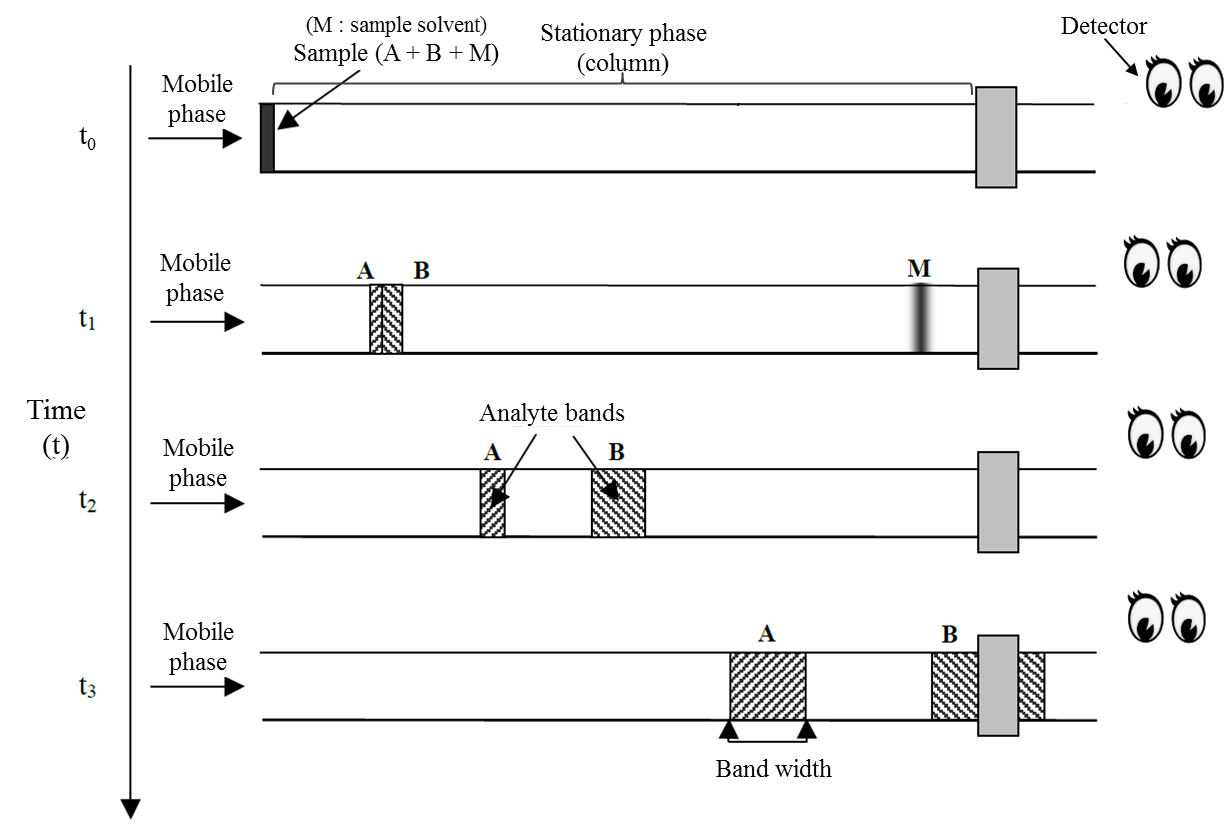 (M : sample solvent)
Sample (A + B + M)
Stationary phase
(column)
Detector
Mobile
phase
t0
Mobile
phase
A
B
M
t1
Time
(t)
Analyte bands
Mobile
phase
A
B
t2
Mobile
phase
A
B
t3
Band width